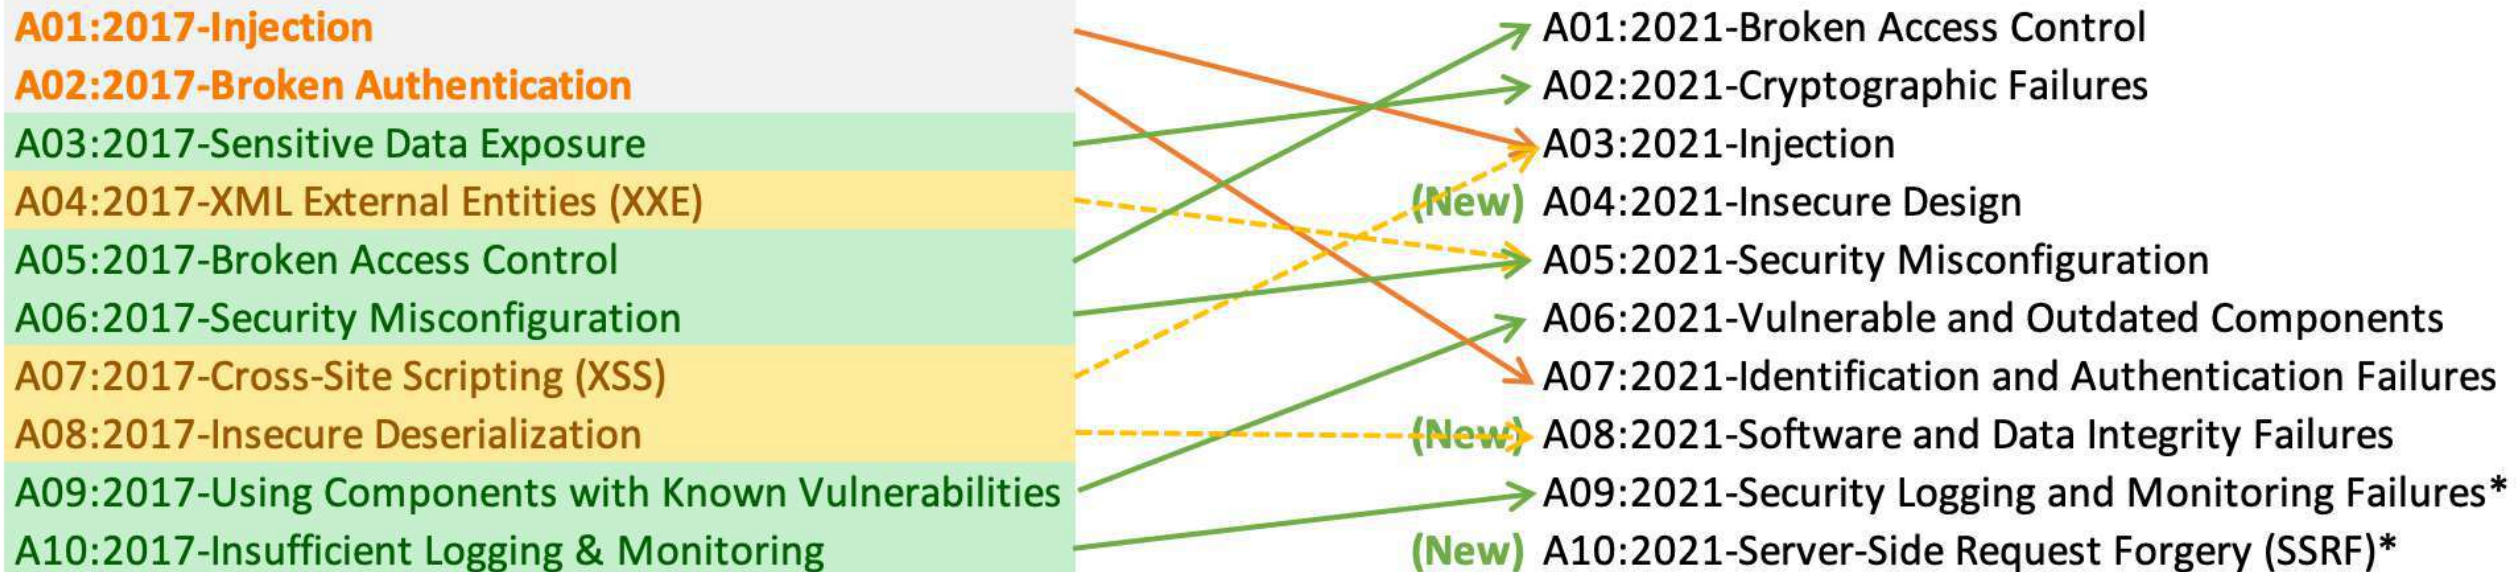 A01:2017-Injection
A02:2017-Broken Authentication
A03:2017-Sensitive Data Exposure
A04:2017-XML External Entities (XXE)
A05:2017-Broken Access Control
A06:2017-Security Misconfiguration
A07:2017-Cross-Site Scripting (XSS)
A08:2017-Insecure Deserialization
A09:2017-Using Components with Known Vulnerabilities
A10:2017-Insufficient Logging & Monitoring
A01:2021-Broken Access Control
A02:2021-Cryptographic Failures
A03:2021-Injection
(New) A04:2021-Insecure Design
A05:2021-Security Misconfiguration
A06:2021-Vulnerable and Outdated Components
A07:2021-Identification and Authentication Failures
(New) A08:2021-Software and Data Integrity Failures
A09:2021-Security Logging and Monitoring Failures*
(New) A10:2021-Server-Side Request Forgery (SSRF)*